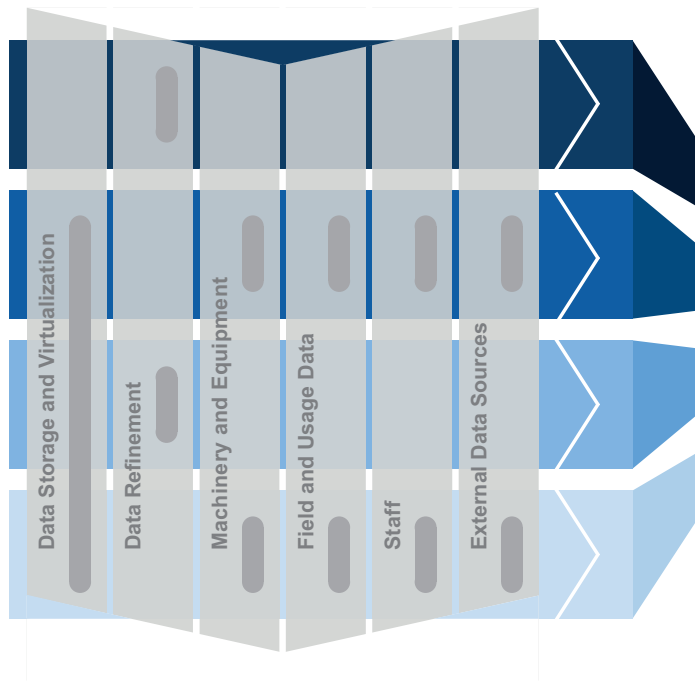 Data Storage and Virtualization
Data Refinement
Machinery and Equipment
Field and Usage Data
Staff
External Data Sources